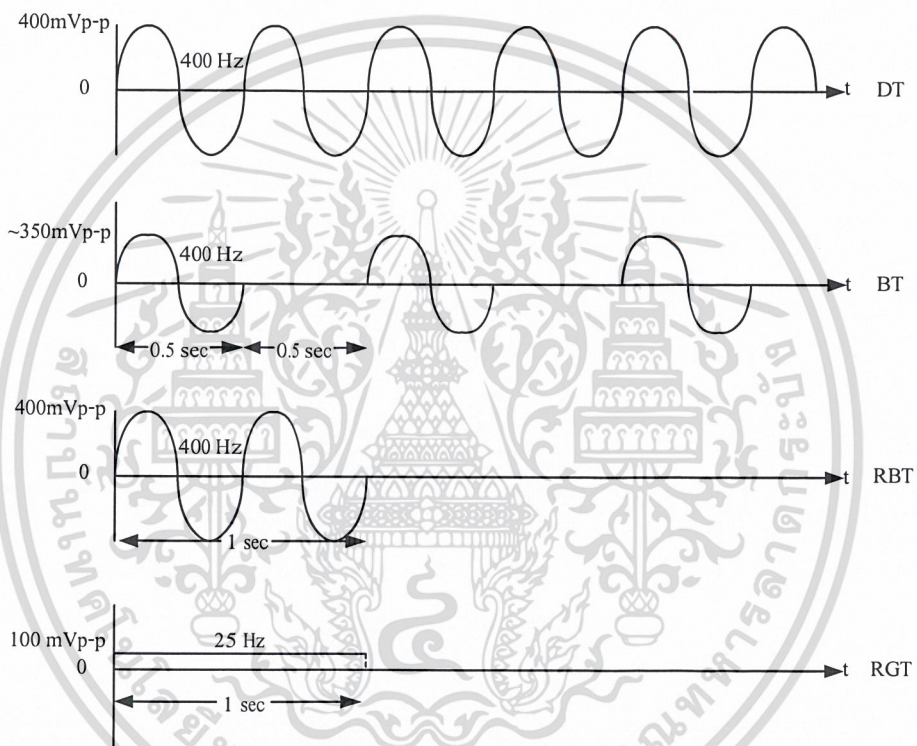 400mVp-p
400 Hz
0
t DT
~350mVp-p
400 Hz
0
t BT
0.5 sec 0.5 sec
400mVp-p
400 Hz
0
t RBT
1 sec
100 mVp-p
25 Hz
0
t RGT
1 sec